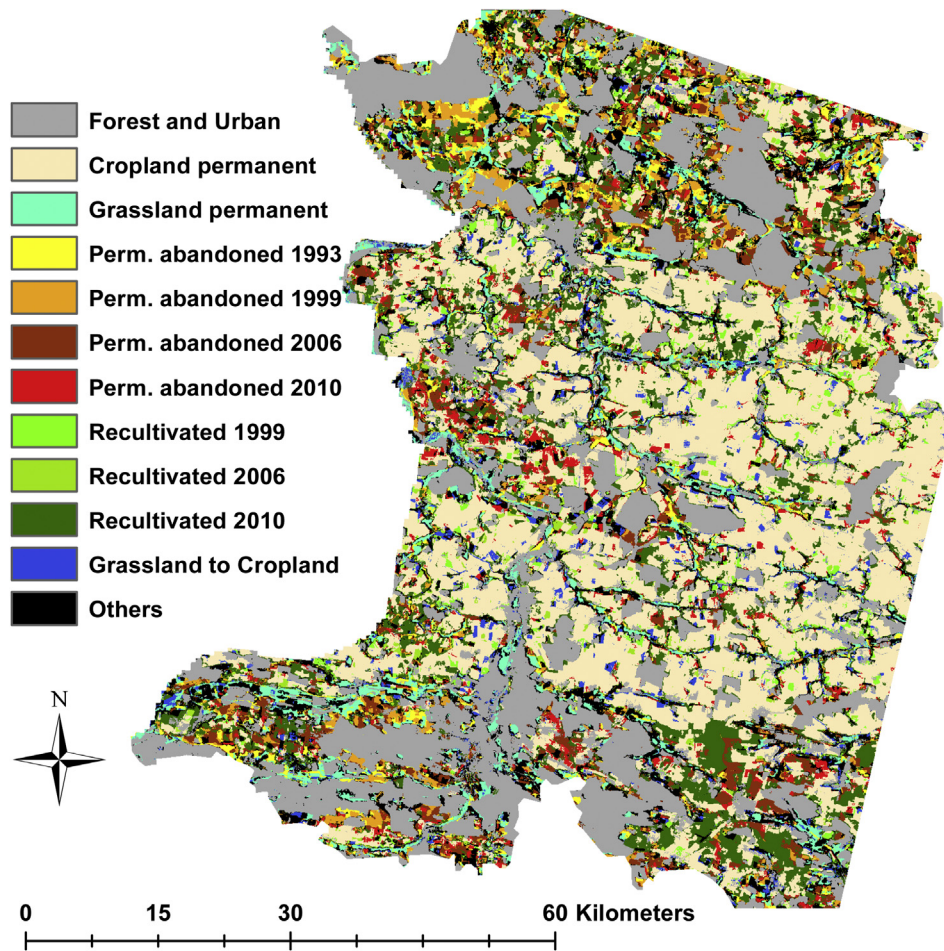 Forest and Urban
Cropland permanent
Grassland permanent
Perm. abandoned 1993
Perm. abandoned 1999
Perm. abandoned 2006
Perm. abandoned 2010
Recultivated 1999
Recultivated 2006
Recultivated 2010
Grassland to Cropland
Others
N
0 15 30 60 Kilometers